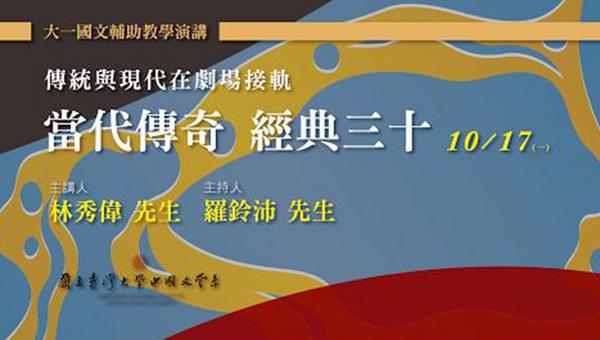 大一國文輔助教學演講
傳統與現代在劇場接軌
當代傳奇 經典三十 10/17(一)
主講人 主持人
林秀偉 先生 羅鈴沛 先生
國立臺灣大學中國文學系